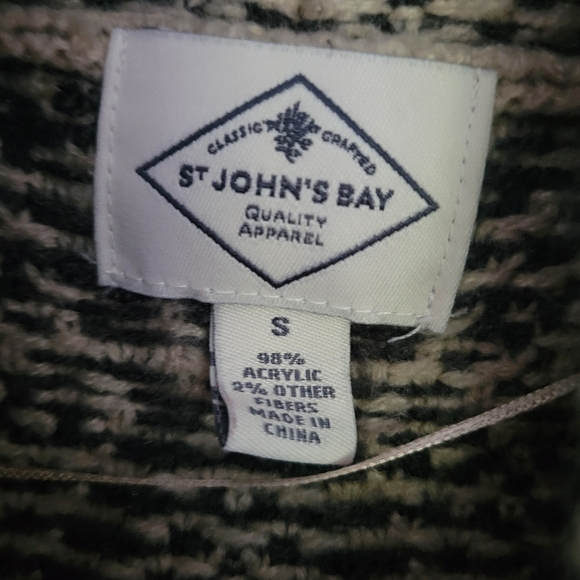 CLASSIC CRAFTED
ST JOHN'S BAY
QUALITY
APPAREL
S
98%
ACRYLIC
2% OTHER
FIBERS
MADE IN
CHINA